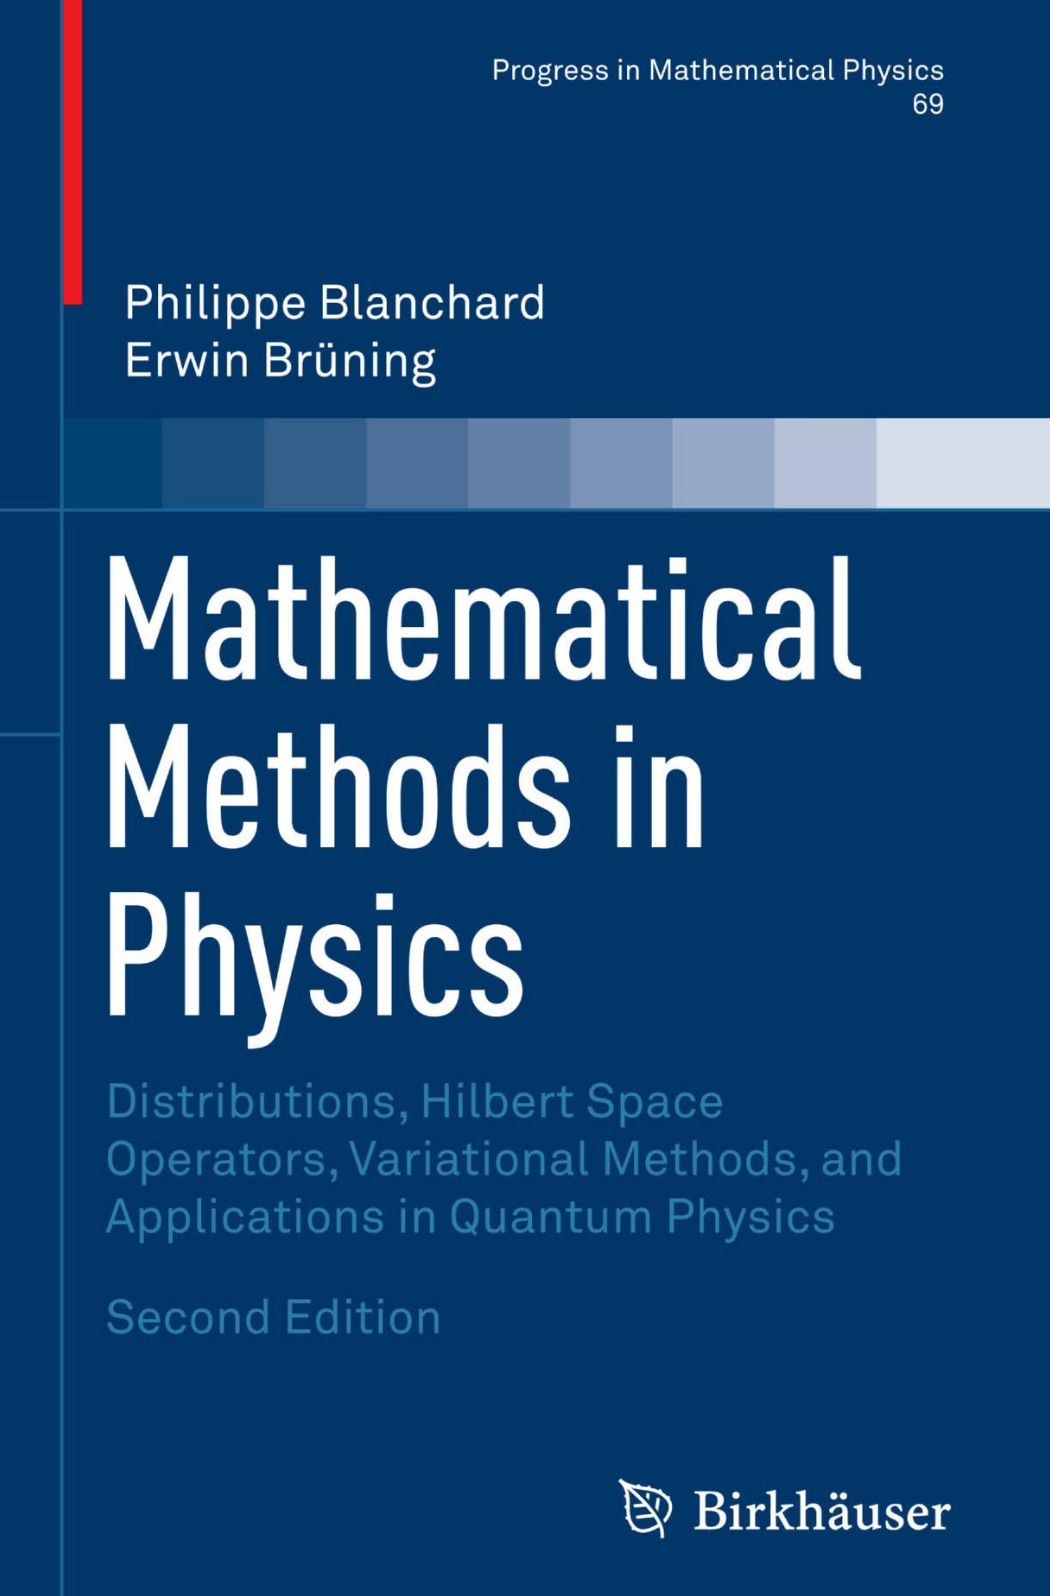 Progress in Mathematical Physics
69
Philippe Blanchard
Erwin Brüning
Mathematical
Methods in
Physics
Distributions, Hilbert Space
Operators, Variational Methods, and
Applications in Quantum Physics
Second Edition
Birkhäuser